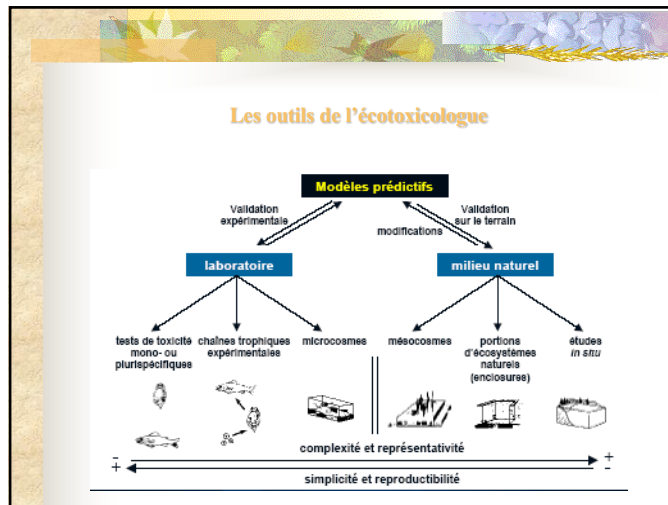 Les outils de l'écotoxicologue
Modèles prédictifs
Validation
expérimentale
modifications
Validation
sur le terrain
laboratoire
milieu naturel
tests de toxicité
mono- ou
plurispécifiques
chaînes trophiques
expérimentales
microcosmes
mésocosmes
portions
d'écosystèmes
naturels
(enclosures)
études
in situ
complexité et représentativité
- +
+ -
simplicité et reproductibilité